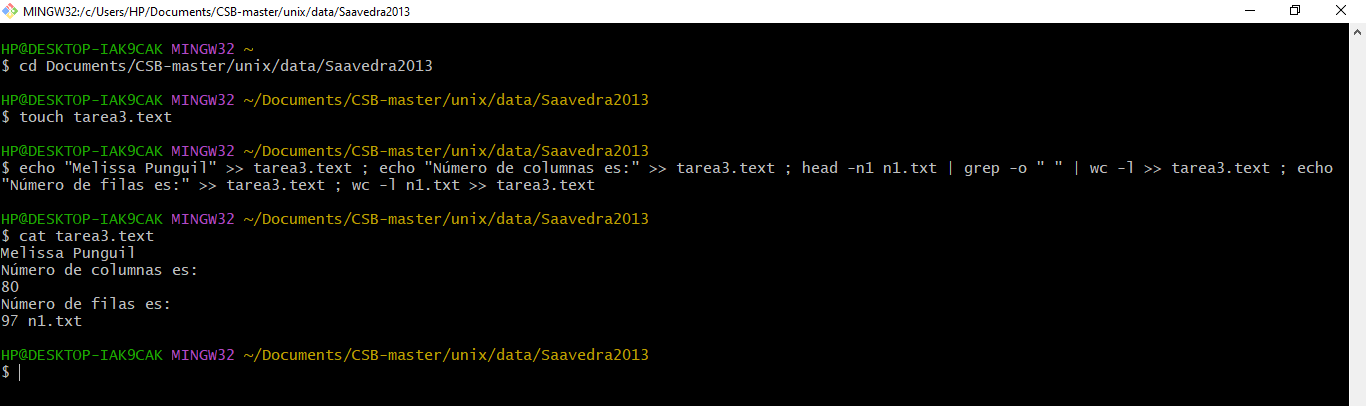 MINGW32:/c/Users/HP/Documents/CSB-master/unix/data/Saavedra2013
HP@DESKTOP-IAK9CAK MINGW32 ~
$ cd Documents/CSB-master/unix/data/Saavedra2013
HP@DESKTOP-IAK9CAK MINGW32 ~/Documents/CSB-master/unix/data/Saavedra2013
$ touch tarea3.text
HP@DESKTOP-IAK9CAK MINGW32 ~/Documents/CSB-master/unix/data/Saavedra2013
$ echo "Melissa Punguil" >> tarea3.text ; echo "Número de columnas es:" >> tarea3.text ; head -n1 n1.txt | grep -o " " | wc -l >> tarea3.text ; echo
"Número de filas es:" >> tarea3.text ; wc -l n1.txt >> tarea3.text
HP@DESKTOP-IAK9CAK MINGW32 ~/Documents/CSB-master/unix/data/Saavedra2013
$ cat tarea3.text
Melissa Punguil
Número de columnas es:
80
Número de filas es:
97 n1.txt
HP@DESKTOP-IAK9CAK MINGW32 ~/Documents/CSB-master/unix/data/Saavedra2013
$